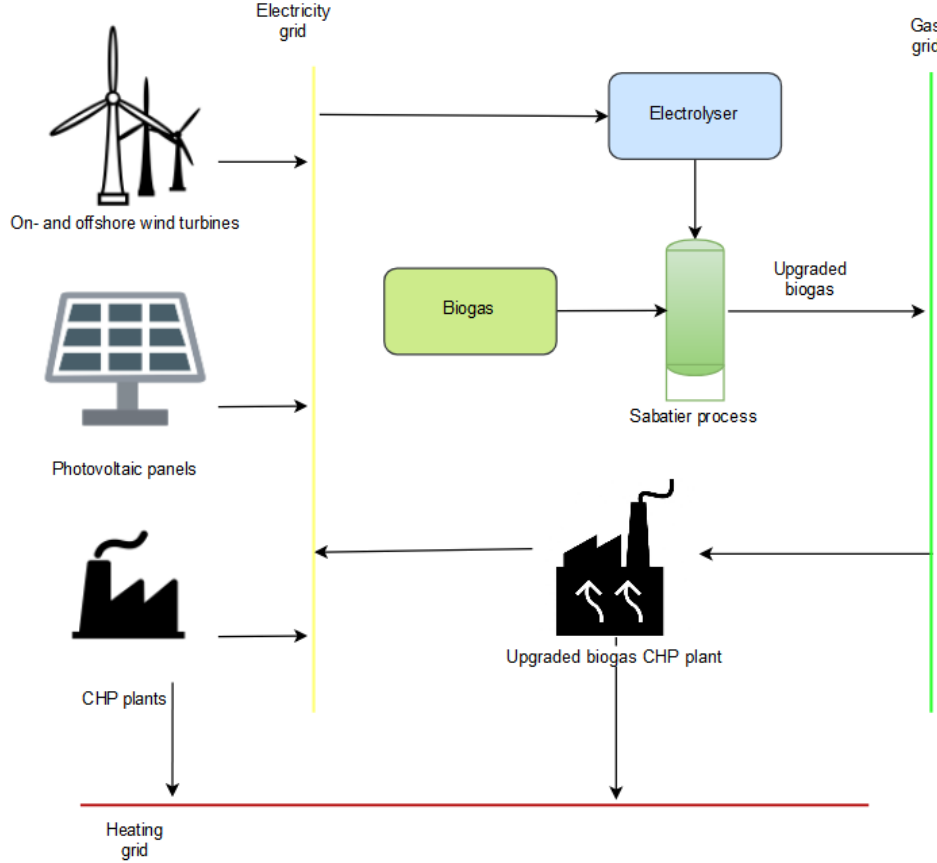 Electricity
grid
Gas
grid
Electrolyser
On- and offshore wind turbines
Upgraded
biogas
Biogas
Sabatier process
Photovoltaic panels
Upgraded biogas CHP plant
CHP plants
Heating
grid